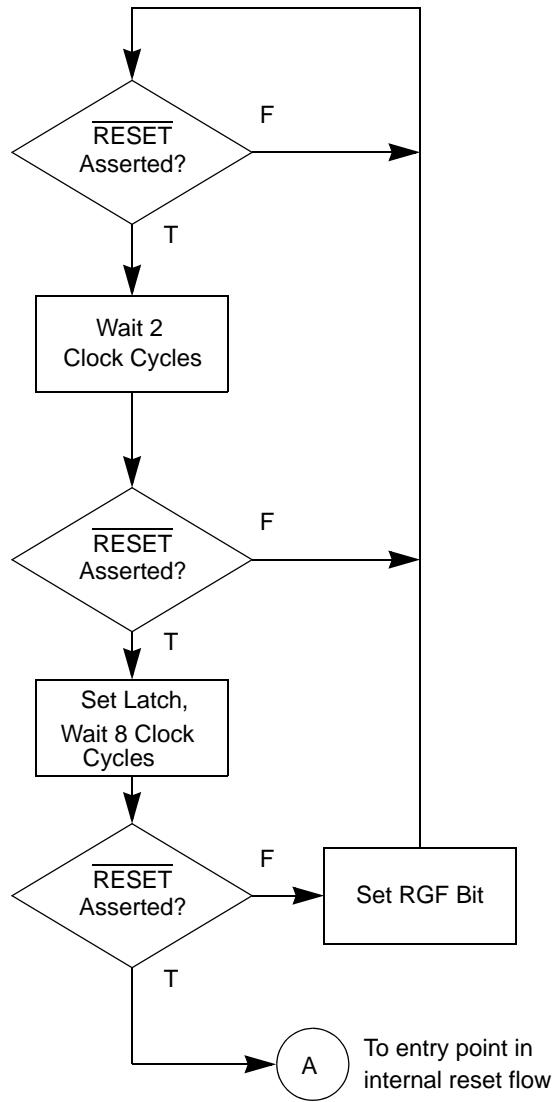 RESET
Asserted?
F
T
Wait 2
Clock Cycles
RESET
Asserted?
F
T
Set Latch,
Wait 8 Clock
Cycles
RESET
Asserted?
F
Set RGF Bit
T
A
To entry point in
internal reset flow